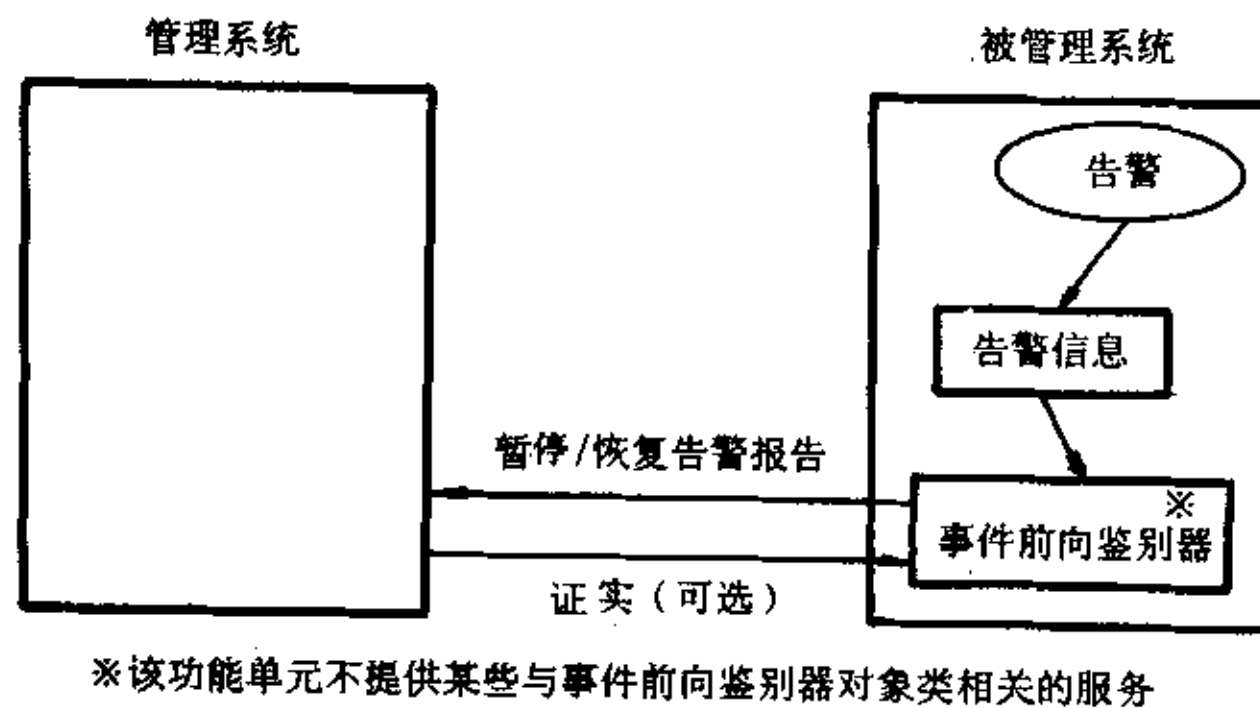 管理系统
被管理系统
告警
告警信息
暂停/恢复告警报告
※
事件前向鉴别器
证实(可选)
※该功能单元不提供某些与事件前向鉴别器对象类相关的服务